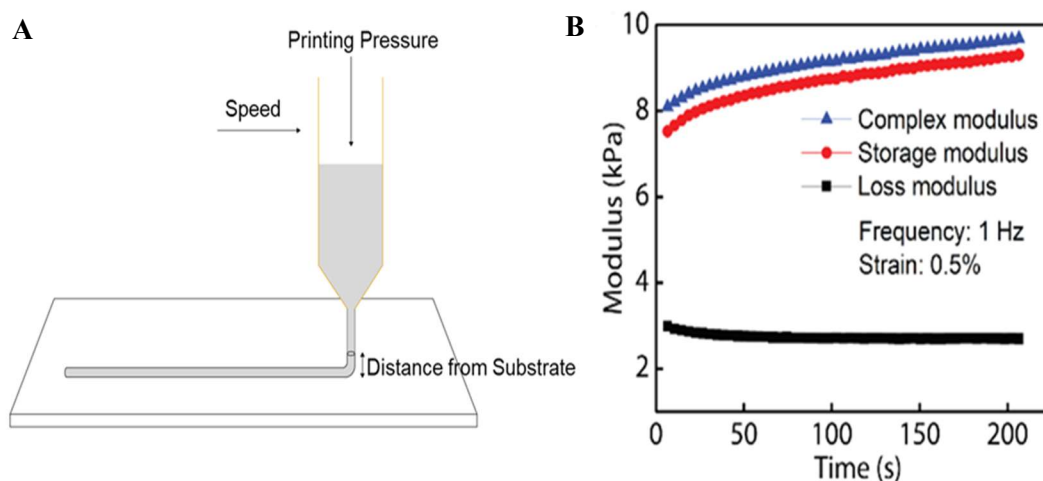 A
Printing Pressure
Speed
Distance from Substrate
B
10
8
6
4
2
0
50
100
150
200
Modulus (kPa)
Time (s)
Complex modulus
Storage modulus
Loss modulus
Frequency: 1 Hz
Strain: 0.5%